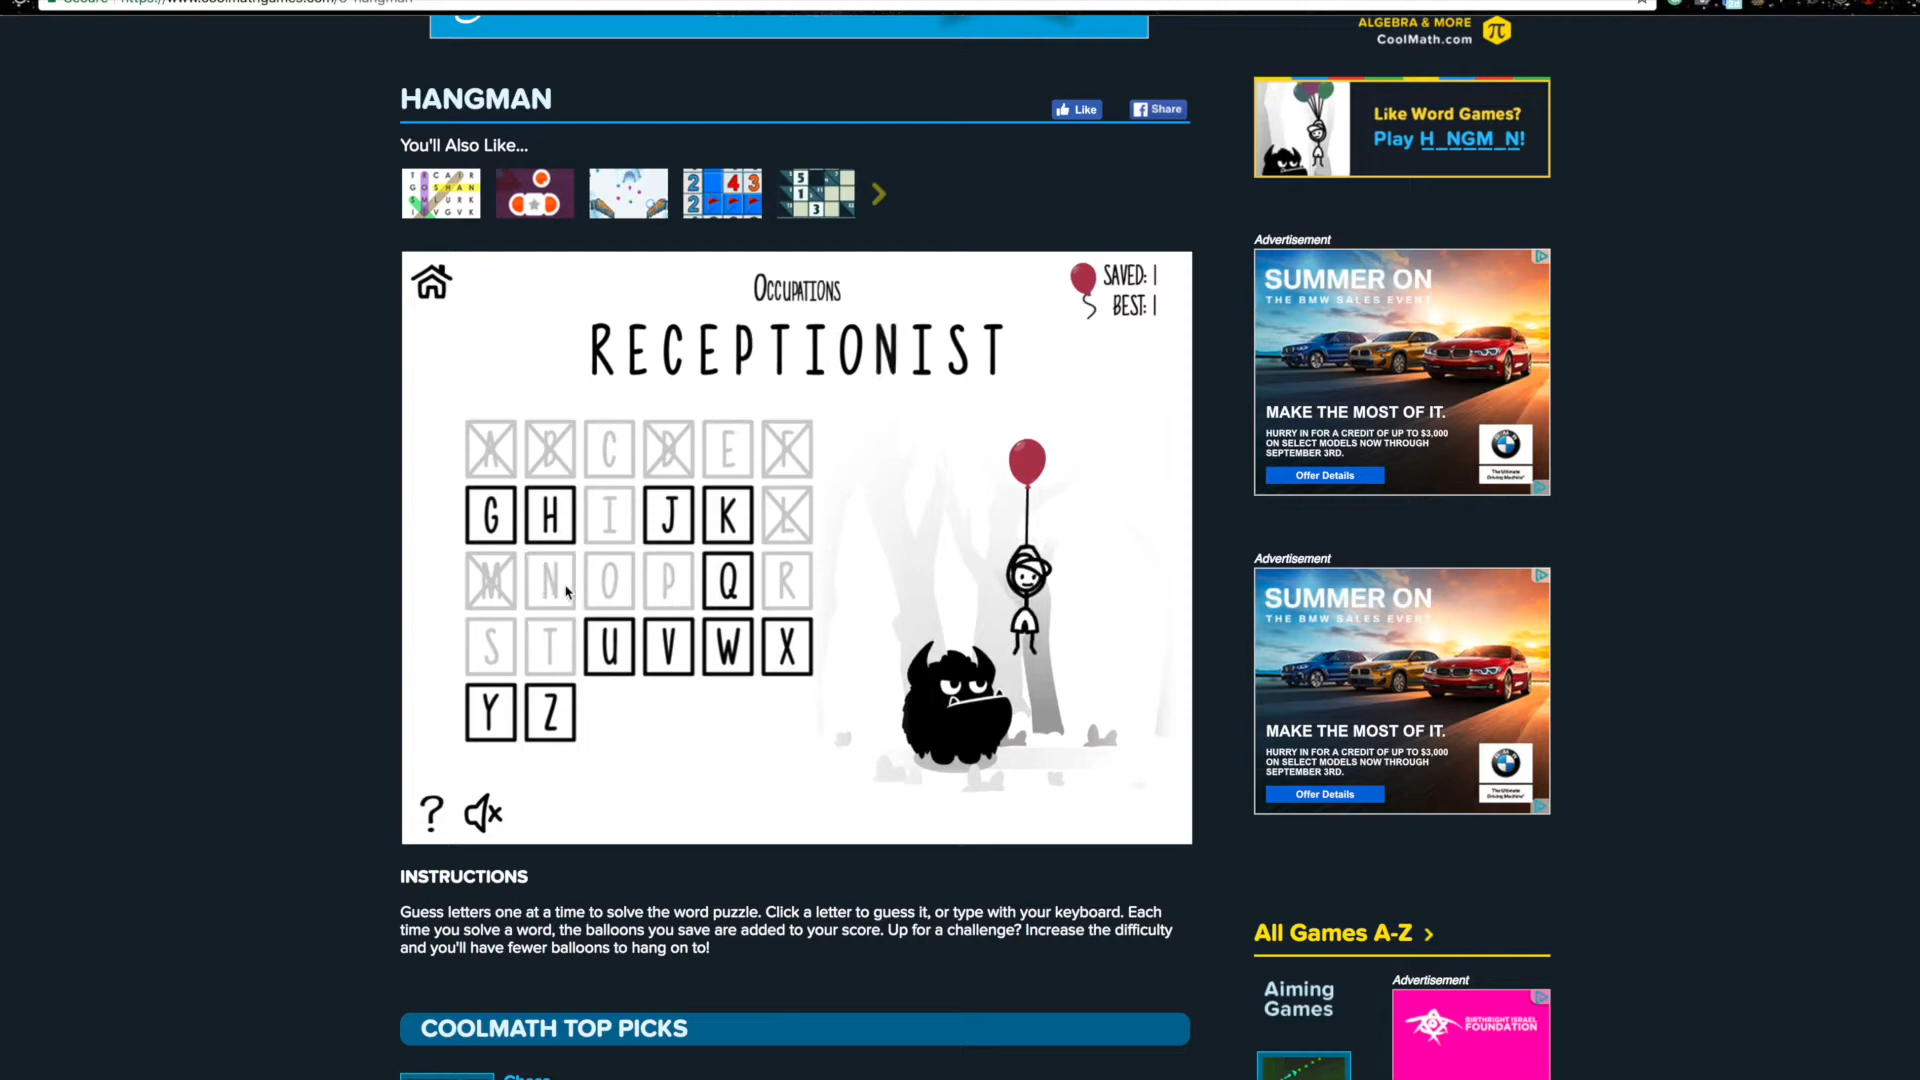 ALGEBRA & MORE
CoolMath.com
HANGMAN
Like
Share
You'll Also Like...
Like Word Games?
Play H_NGM_N!
Advertisement
SUMMER ON
THE BMW SALES EVENT
MAKE THE MOST OF IT.
HURRY IN FOR A CREDIT OF UP TO $3,000
ON SELECT MODELS NOW THROUGH
SEPTEMBER 3RD.
Offer Details
OCCUPATIONS
SAVED: 1
BEST: 1
RECEPTIONIST
A B C D E F
G H I J K L
M N O P Q R
S T U V W X
Y Z
?
Advertisement
SUMMER ON
THE BMW SALES EVENT
MAKE THE MOST OF IT.
HURRY IN FOR A CREDIT OF UP TO $3,000
ON SELECT MODELS NOW THROUGH
SEPTEMBER 3RD.
Offer Details
INSTRUCTIONS
Guess letters one at a time to solve the word puzzle. Click a letter to guess it, or type with your keyboard. Each
time you solve a word, the balloons you save are added to your score. Up for a challenge? Increase the difficulty
and you'll have fewer balloons to hang on to!
All Games A-Z >
Aiming
Games
Advertisement
BIRTHRIGHT ISRAEL
FOUNDATION
COOLMATH TOP PICKS